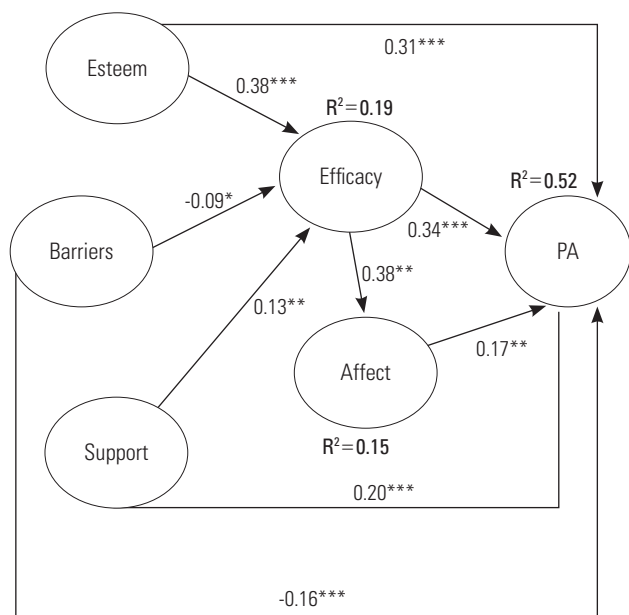 Esteem
0.31***
0.38***
R²=0.19
Efficacy
R²=0.52
-0.09*
0.34***
Barriers
PA
0.38**
0.13**
0.17**
Affect
R²=0.15
Support
0.20***
-0.16***